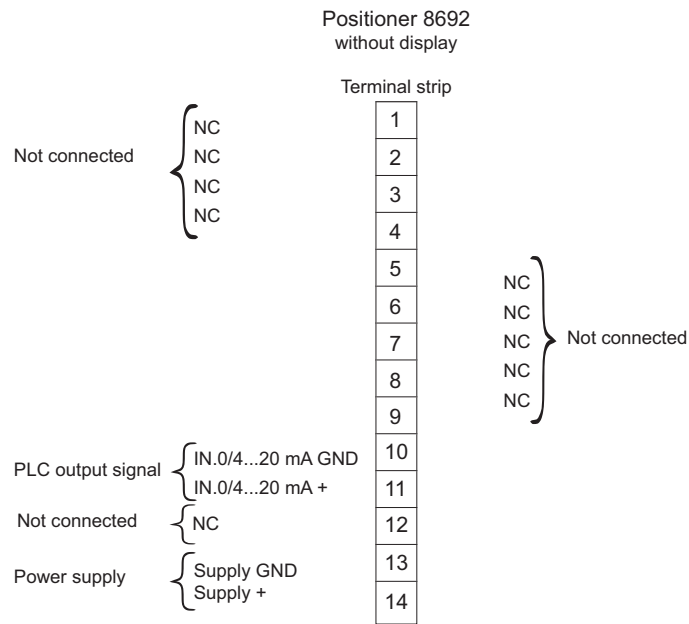 Positioner 8692
without display
Terminal strip
1
NC
Not connected
NC
2
NC
3
NC
4
5
NC
6
NC
7
NC
Not connected
8
NC
9
NC
10
IN.0/4...20 mA GND
PLC output signal
IN.0/4...20 mA +
11
Not connected
NC
12
13
Supply GND
Power supply
Supply +
14